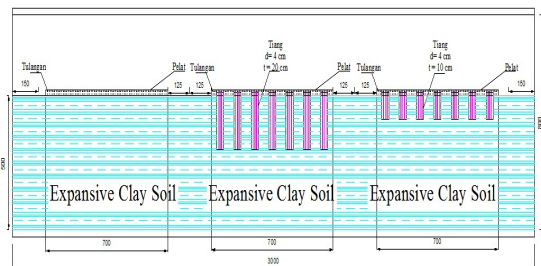 Tiang
d= 4 cm
t = 20 cm
Tiang
d= 4 cm
t = 10 cm
Tulangan
Pelat
Tulangan
Pelat
Tulangan
Pelat
150
125
125
125
125
150
Expansive Clay Soil
Expansive Clay Soil
Expansive Clay Soil
700
700
700
3000